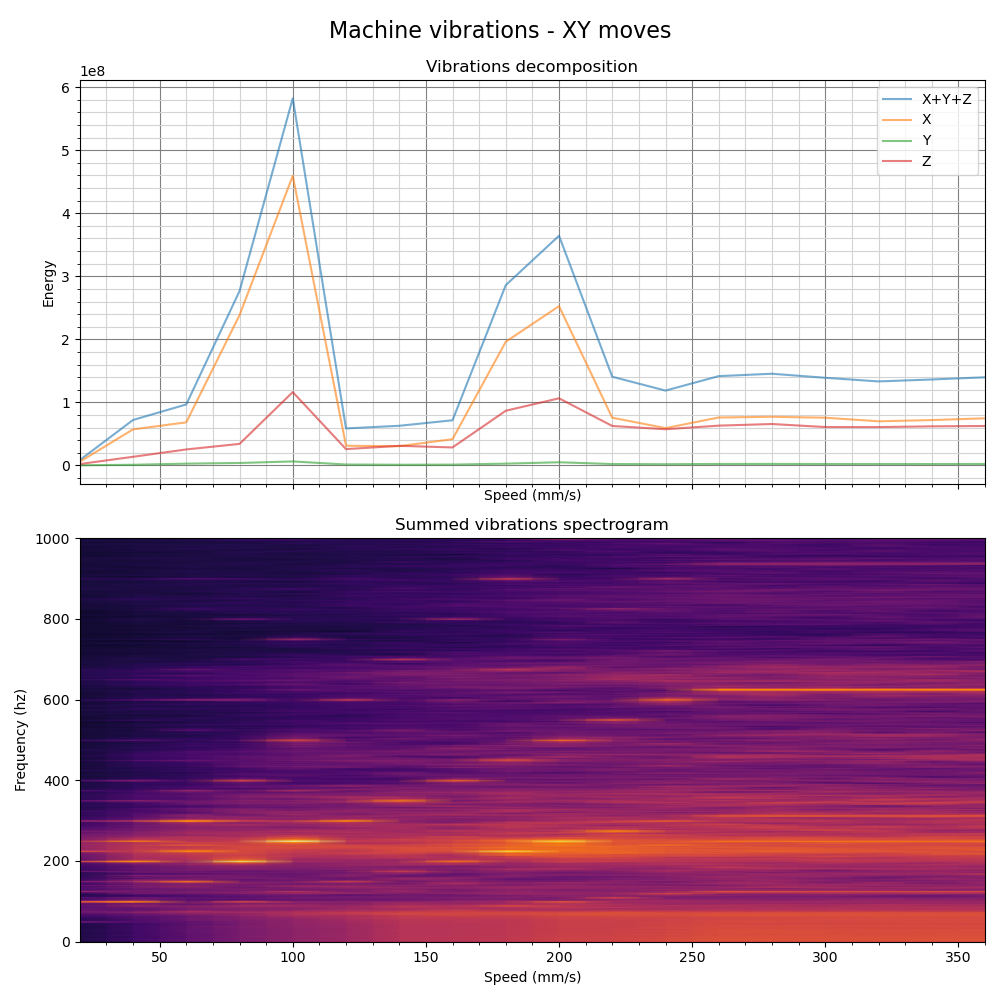 Machine vibrations - XY moves
Vibrations decomposition
1e8
6
5
4
3
2
1
0
Energy
X+Y+Z
X
Y
Z
Speed (mm/s)
Summed vibrations spectrogram
1000
800
600
400
200
0
Frequency (hz)
50 100 150 200 250 300 350
Speed (mm/s)